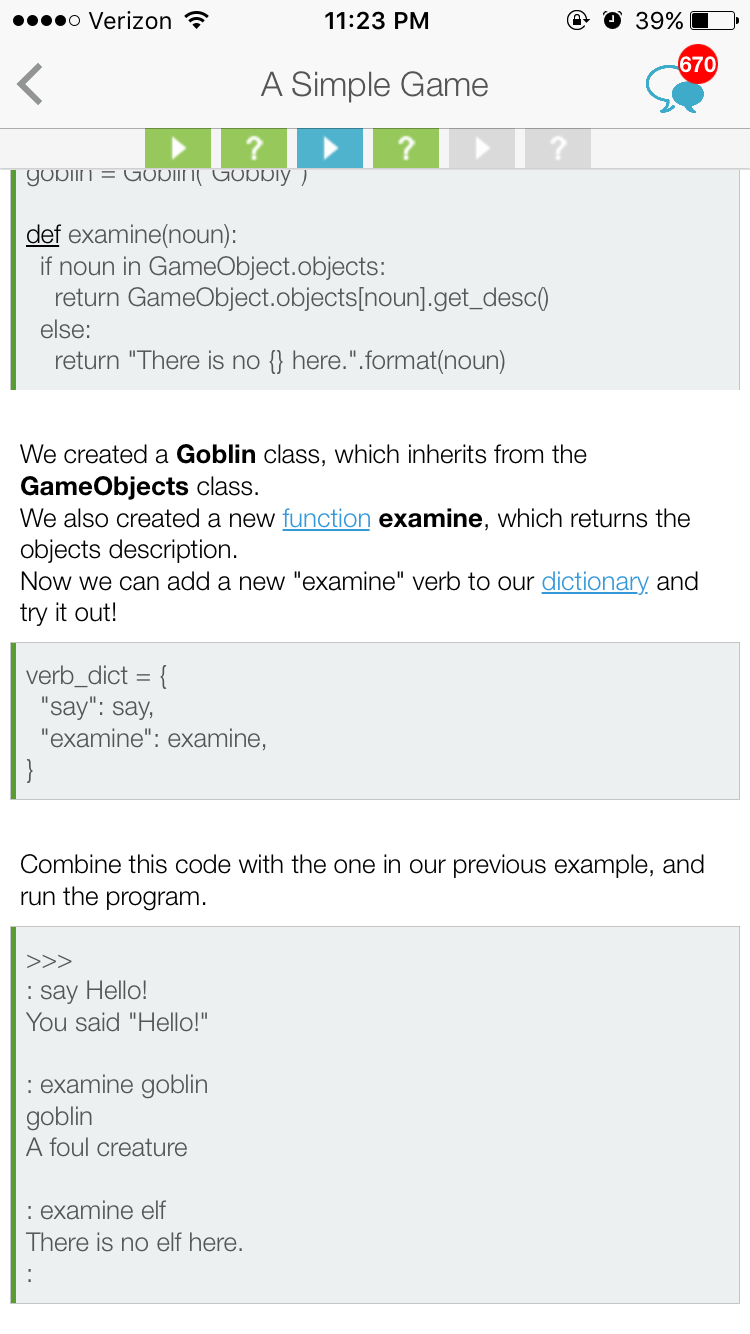 Verizon 11:23 PM 39%
A Simple Game 670
? ? ?
goblin = Goblin("Gobbly")
def examine(noun):
if noun in GameObject.objects:
return GameObject.objects[noun].get_desc()
else:
return "There is no {} here.".format(noun)
We created a Goblin class, which inherits from the
GameObjects class.
We also created a new function examine, which returns the
objects description.
Now we can add a new "examine" verb to our dictionary and
try it out!
verb_dict = {
"say": say,
"examine": examine,
}
Combine this code with the one in our previous example, and
run the program.
>>>
: say Hello!
You said "Hello!"
: examine goblin
goblin
A foul creature
: examine elf
There is no elf here.
: